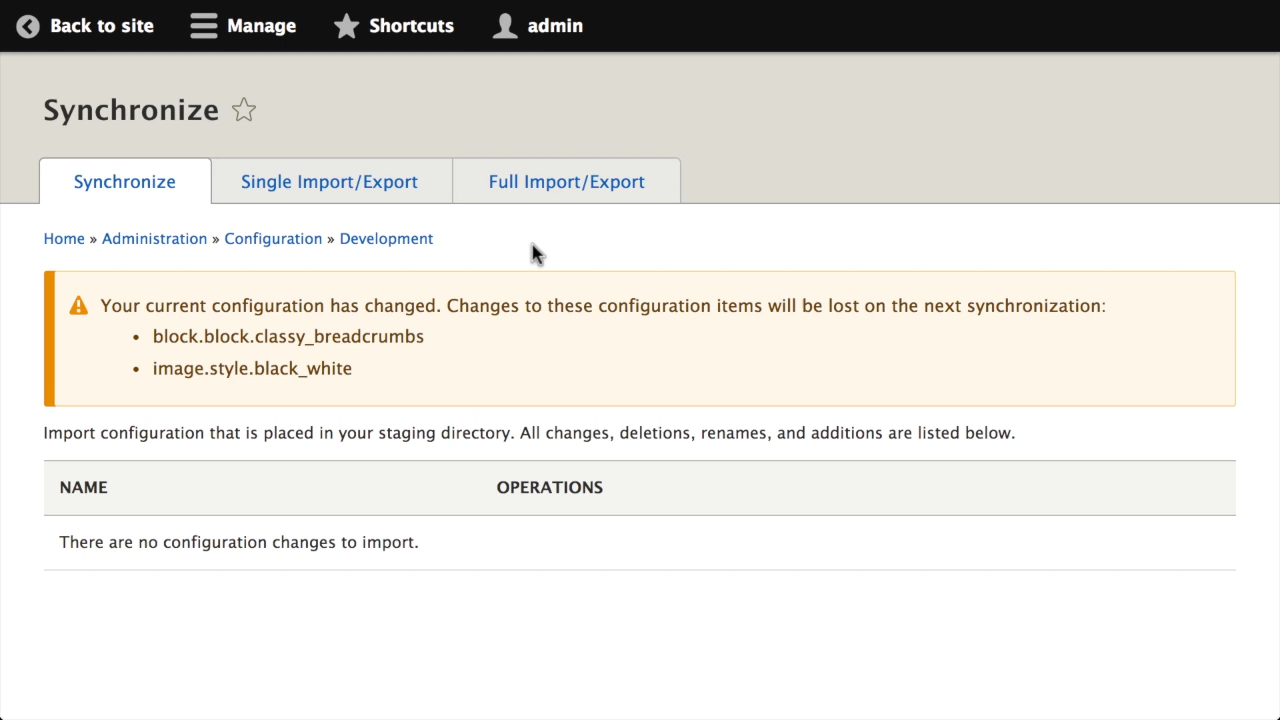 Back to site Manage Shortcuts admin
Synchronize
Synchronize Single Import/Export Full Import/Export
Home » Administration » Configuration » Development
Your current configuration has changed. Changes to these configuration items will be lost on the next synchronization:
• block.block.classy_breadcrumbs
• image.style.black_white
Import configuration that is placed in your staging directory. All changes, deletions, renames, and additions are listed below.
NAME OPERATIONS
There are no configuration changes to import.